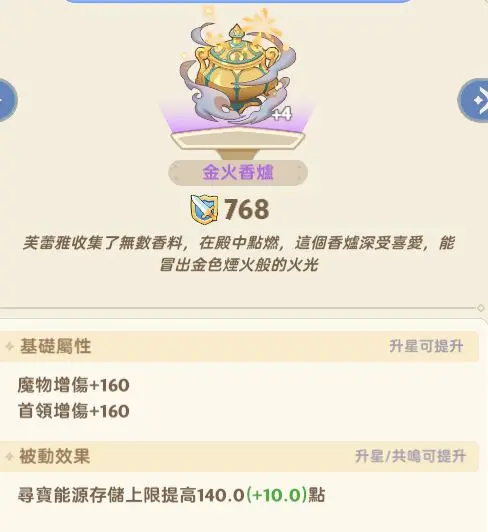 +4
金火香爐
768
芙蕾雅收集了無數香料，在殿中點燃，這個香爐深受喜愛，能
冒出金色煙火般的火光
基礎屬性 升星可提升
魔物增傷+160
首領增傷+160
被動效果 升星/共鳴可提升
尋寶能源存儲上限提高140.0(+10.0)點